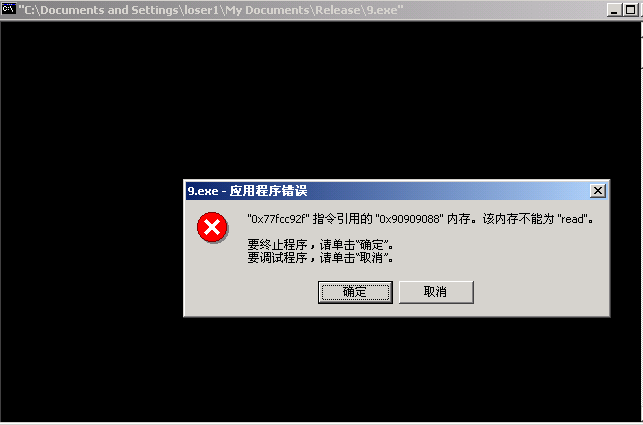 "C:\Documents and Settings\loser1\My Documents\Release\9.exe"
9.exe - 应用程序错误
"0x77fcc92f" 指令引用的 "0x90909088" 内存。该内存不能为 "read"。
要终止程序，请单击"确定"。
要调试程序，请单击"取消"。
确定 取消